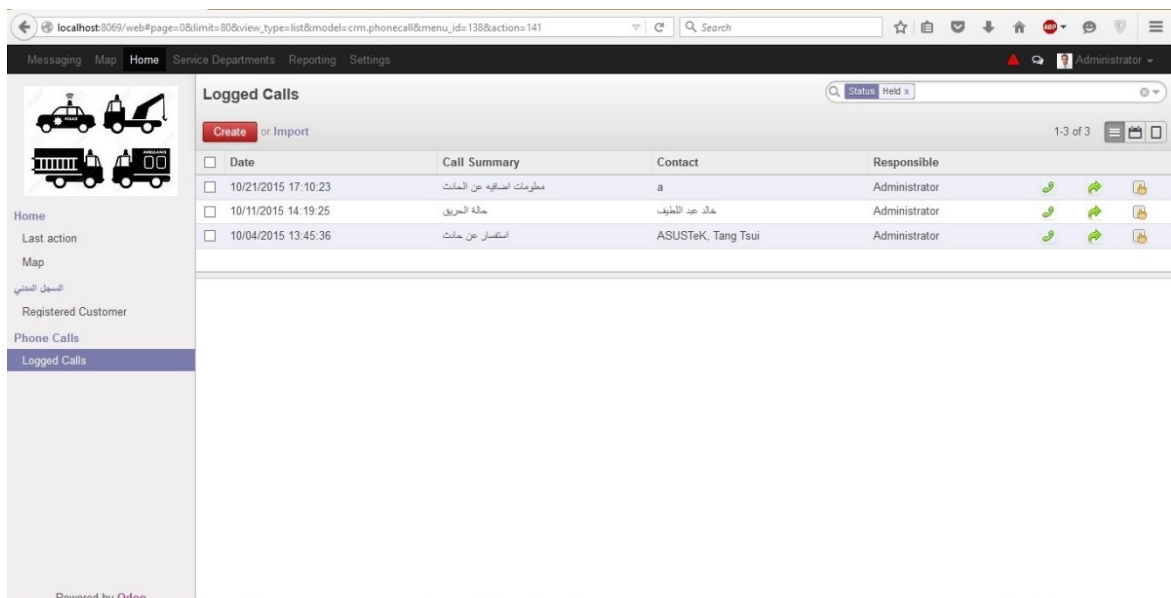 localhost:8069/web#page=0&limit=80&view_type=list&model=crm.phonecall&menu_id=138&action=141
Search
ABP
Messaging Map Home Service Departments Reporting Settings
Administrator
POLICE
AMBULANCE
Logged Calls
Status Held x
Create or Import
1-3 of 3
Date Call Summary Contact Responsible
10/21/2015 17:10:23 معلومات اضافيه عن الحادث a Administrator
10/11/2015 14:19:25 حالة الحريق خالد عبد اللطيف Administrator
10/04/2015 13:45:36 استفسار عن حادث ASUSTeK, Tang Tsui Administrator
Home
Last action
Map
السجل المدني
Registered Customer
Phone Calls
Logged Calls
Powered by Odoo